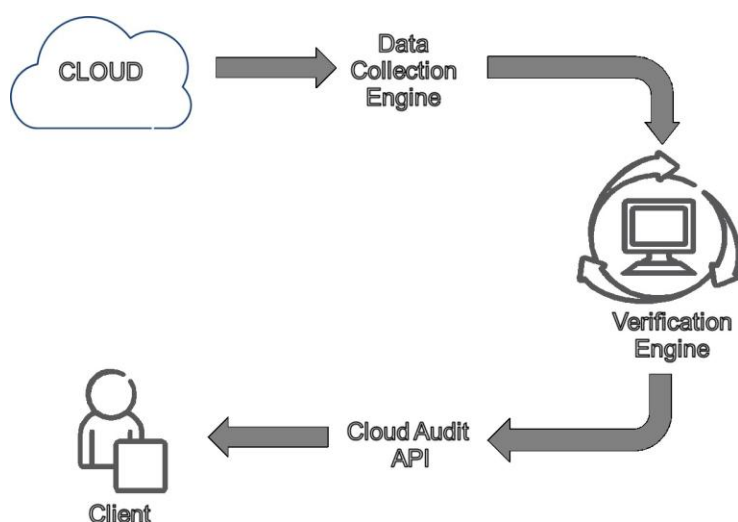 CLOUD
Data
Collection
Engine
Verification
Engine
Cloud Audit
API
Client